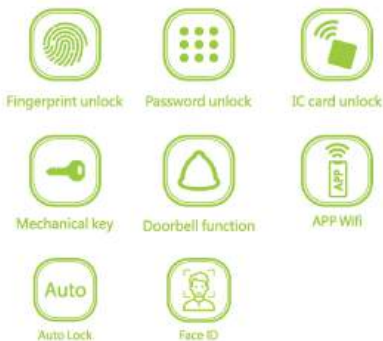 Fingerprint unlock
Password unlock
IC card unlock
Mechanical key
Doorbell function
APP
APP Wifi
Auto
Auto Lock
Face ID